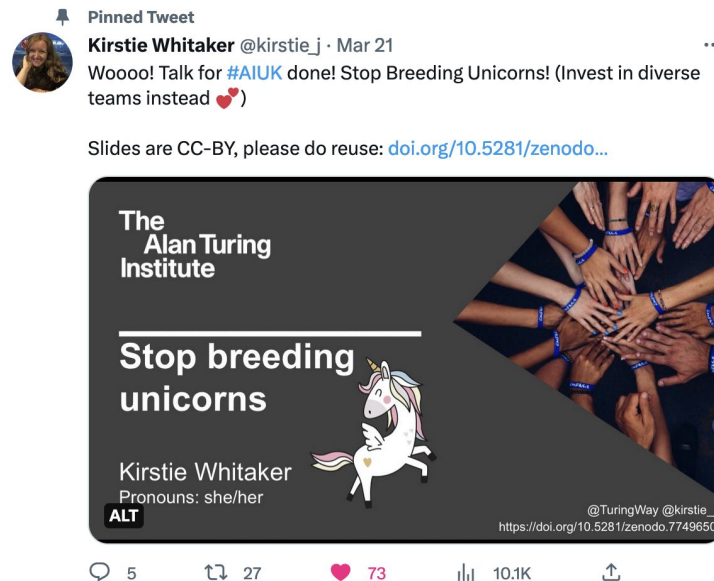 Pinned Tweet
Kirstie Whitaker @kirstie_j · Mar 21
Woooo! Talk for #AIUK done! Stop Breeding Unicorns! (Invest in diverse
teams instead 💕)
Slides are CC-BY, please do reuse: doi.org/10.5281/zenodo...
The
Alan Turing
Institute
Stop breeding
unicorns
Kirstie Whitaker
Pronouns: she/her
ALT
@TuringWay @kirstie_
https://doi.org/10.5281/zenodo.7749650
5 27 73 10.1K